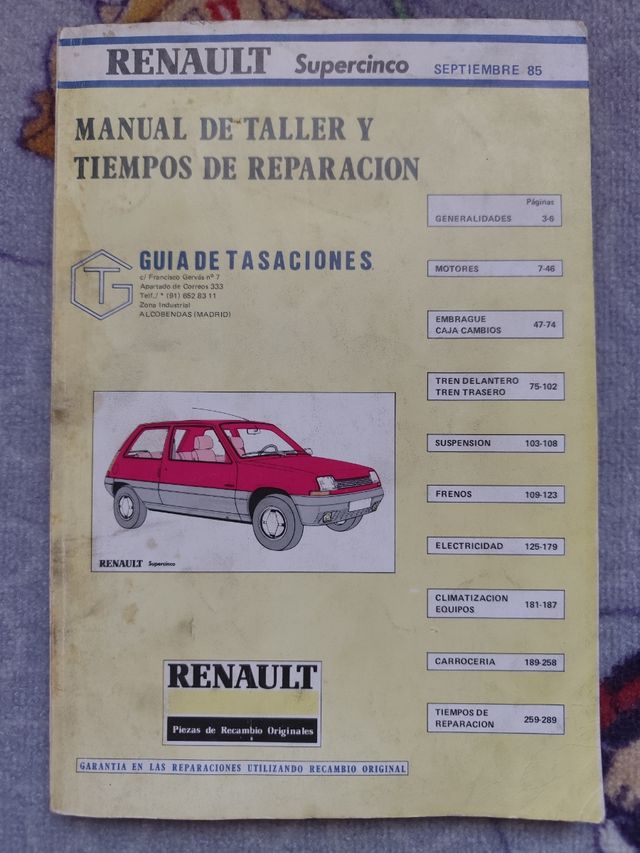 RENAULT Supercinco SEPTIEMBRE 85
MANUAL DE TALLER Y
TIEMPOS DE REPARACION
Páginas
GENERALIDADES 3-6
MOTORES 7-46
EMBRAGUE
CAJA CAMBIOS 47-74
TREN DELANTERO
TREN TRASERO 75-102
SUSPENSION 103-108
FRENOS 109-123
ELECTRICIDAD 125-179
CLIMATIZACION
EQUIPOS 181-187
CARROCERIA 189-258
TIEMPOS DE
REPARACION 259-289
GT
GUIA DE TASACIONES
c/ Francisco Gervás nº 7
Apartado de Correos 333
Telf./ * (91) 652 83 11
Zona Industrial
ALCOBENDAS (MADRID)
RENAULT Supercinco
RENAULT
Piezas de Recambio Originales
GARANTIA EN LAS REPARACIONES UTILIZANDO RECAMBIO ORIGINAL